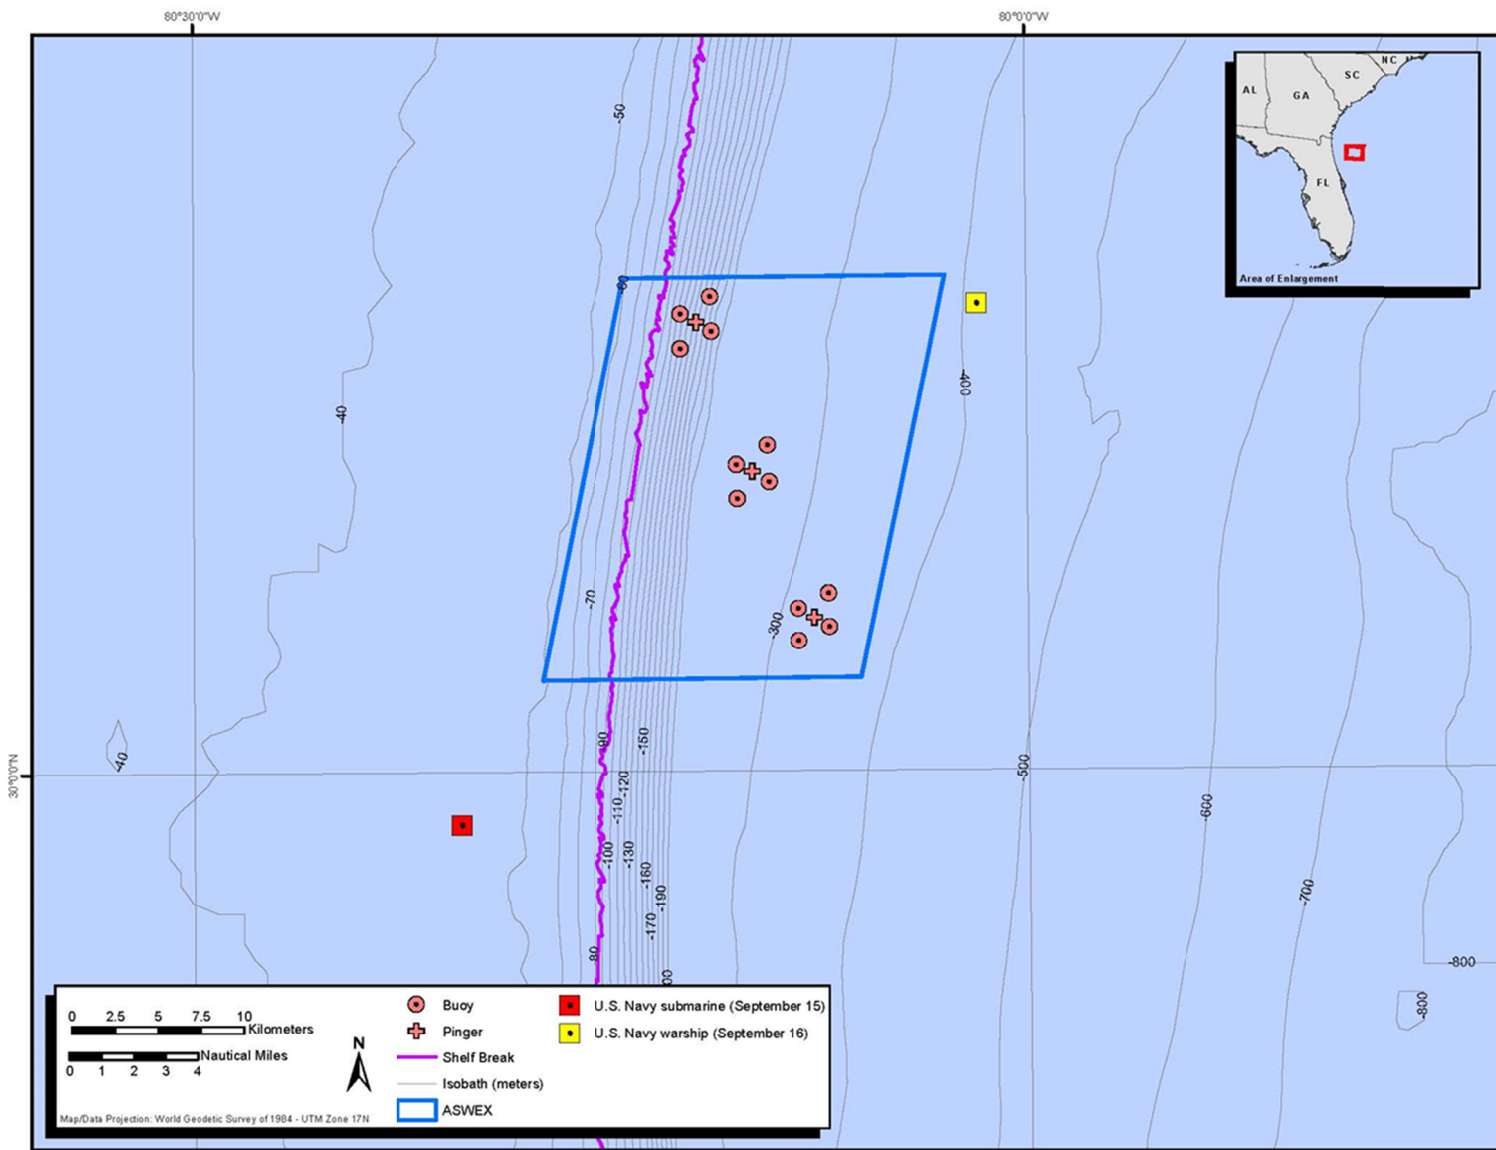 80°30'0"W
80°0'0"W
NC
SC
AL
GA
FL
Area of Enlargement
-50
-60
-40
-400
-70
-300
-90
-150
-40
30°0'0"N
-500
-120
-110
-600
-100
-130
-160
-190
-700
-170
80
-800
00
-800
0 2.5 5 7.5 10
Kilometers
Nautical Miles
0 1 2 3 4
N
Buoy
Pinger
Shelf Break
Isobath (meters)
ASWEX
U.S. Navy submarine (September 15)
U.S. Navy warship (September 16)
Map/Data Projection: World Geodetic Survey of 1984 - UTM Zone 17N